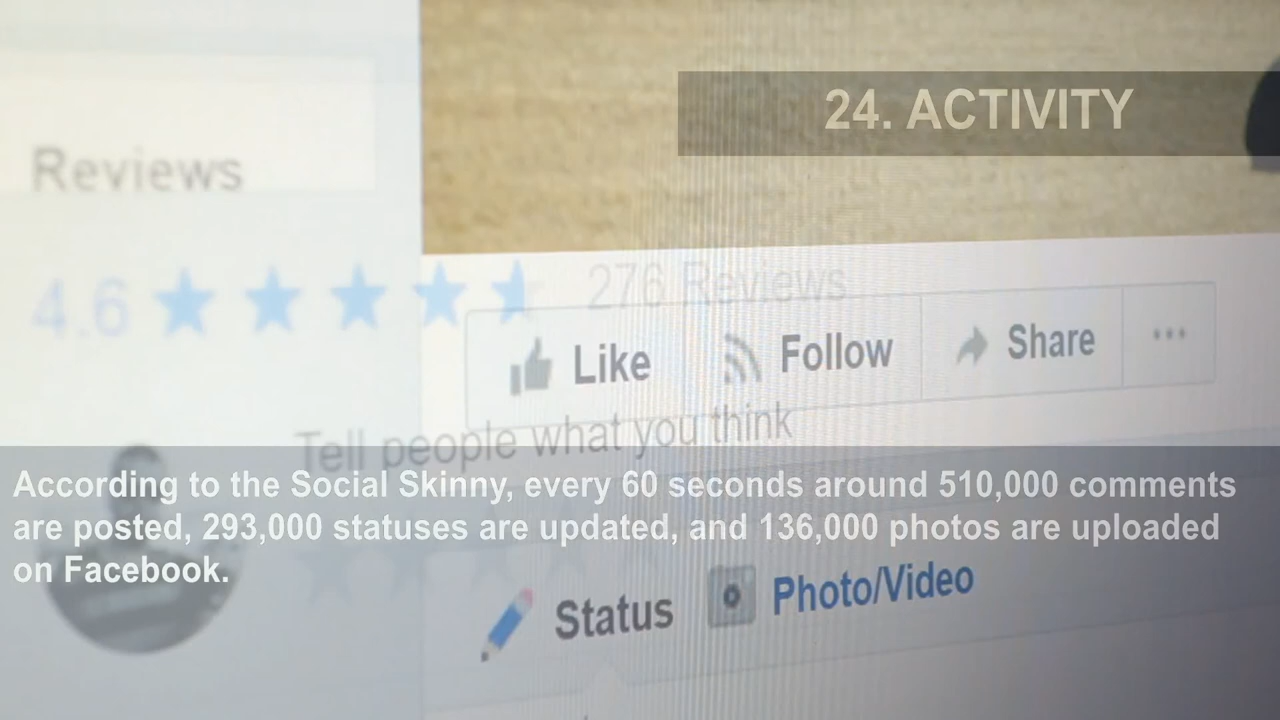 24. ACTIVITY
Reviews
4.6
276 Reviews
Like
Follow
Share
Tell people what you think
According to the Social Skinny, every 60 seconds around 510,000 comments
are posted, 293,000 statuses are updated, and 136,000 photos are uploaded
on Facebook.
Status
Photo/Video